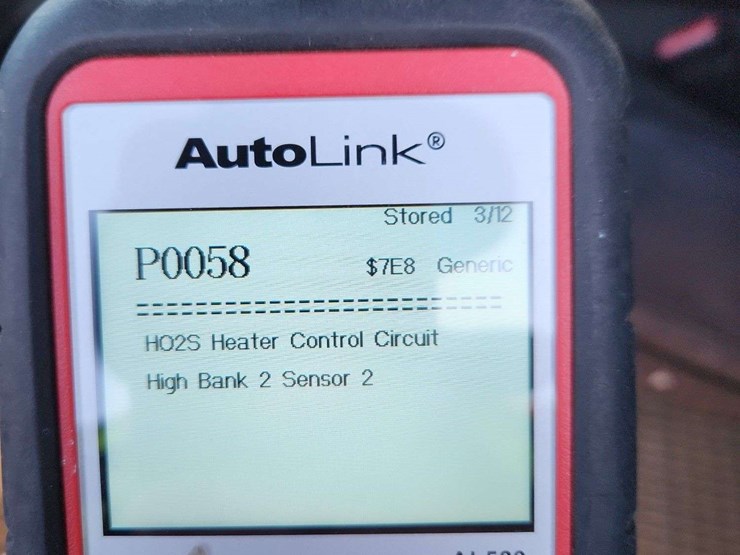 AutoLink®
Stored 3/12
P0058 $7E8 Generic
================================
HO2S Heater Control Circuit
High Bank 2 Sensor 2